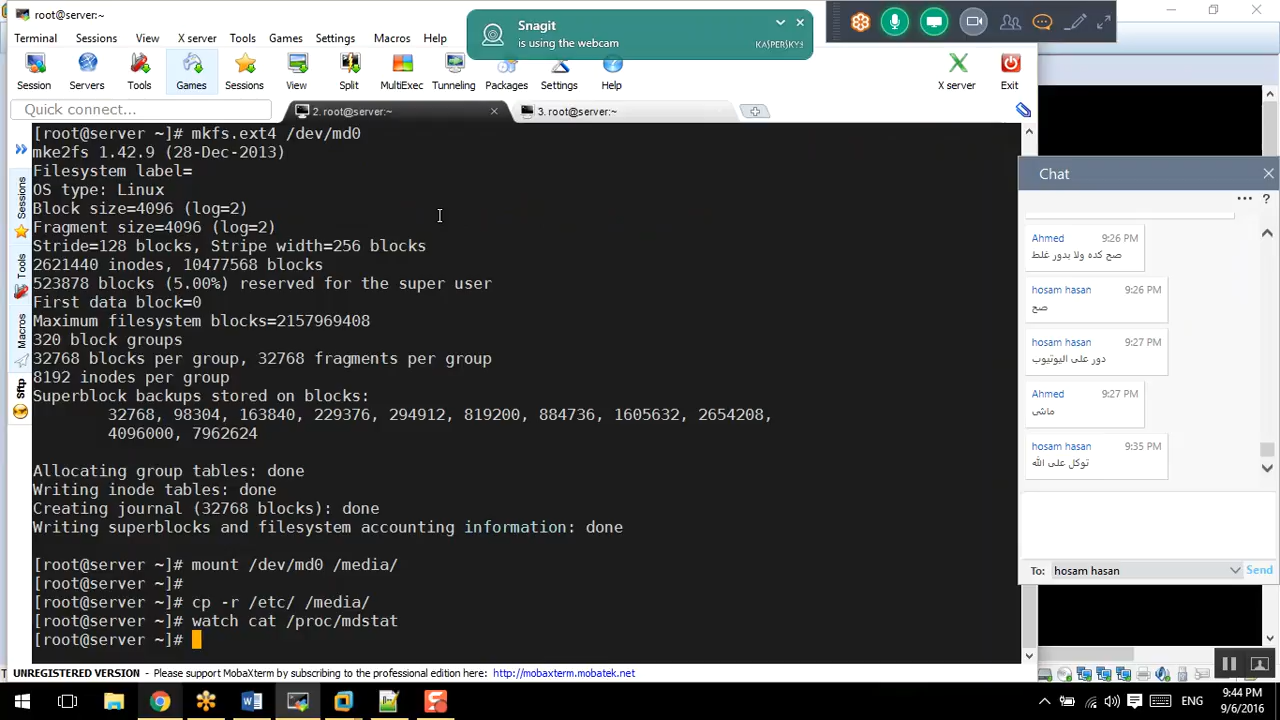 root@server:~
Terminal Sessions View X server Tools Games Settings Macros Help
Snagit
is using the webcam
KASPERSKY
Session Servers Tools Games Sessions View Split MultiExec Tunneling Packages Settings Help X server Exit
Quick connect...
2. root@server:~
3. root@server:~
Sessions
Tools
Macros
Sftp
[root@server ~]# mkfs.ext4 /dev/md0
mke2fs 1.42.9 (28-Dec-2013)
Filesystem label=
OS type: Linux
Block size=4096 (log=2)
Fragment size=4096 (log=2)
Stride=128 blocks, Stripe width=256 blocks
2621440 inodes, 10477568 blocks
523878 blocks (5.00%) reserved for the super user
First data block=0
Maximum filesystem blocks=2157969408
320 block groups
32768 blocks per group, 32768 fragments per group
8192 inodes per group
Superblock backups stored on blocks:
32768, 98304, 163840, 229376, 294912, 819200, 884736, 1605632, 2654208,
4096000, 7962624
Allocating group tables: done
Writing inode tables: done
Creating journal (32768 blocks): done
Writing superblocks and filesystem accounting information: done
[root@server ~]# mount /dev/md0 /media/
[root@server ~]#
[root@server ~]# cp -r /etc/ /media/
[root@server ~]# watch cat /proc/mdstat
[root@server ~]#
Chat
Ahmed 9:26 PM
صح كده ولا بدور غلط
hosam hasan 9:26 PM
صح
hosam hasan 9:27 PM
دور على اليوتيوب
Ahmed 9:27 PM
ماشى
hosam hasan 9:35 PM
توكل على الله
To: hosam hasan Send
UNREGISTERED VERSION - Please support MobaXterm by subscribing to the professional edition here: http://mobaxterm.mobatek.net
ENG
9:44 PM
9/6/2016